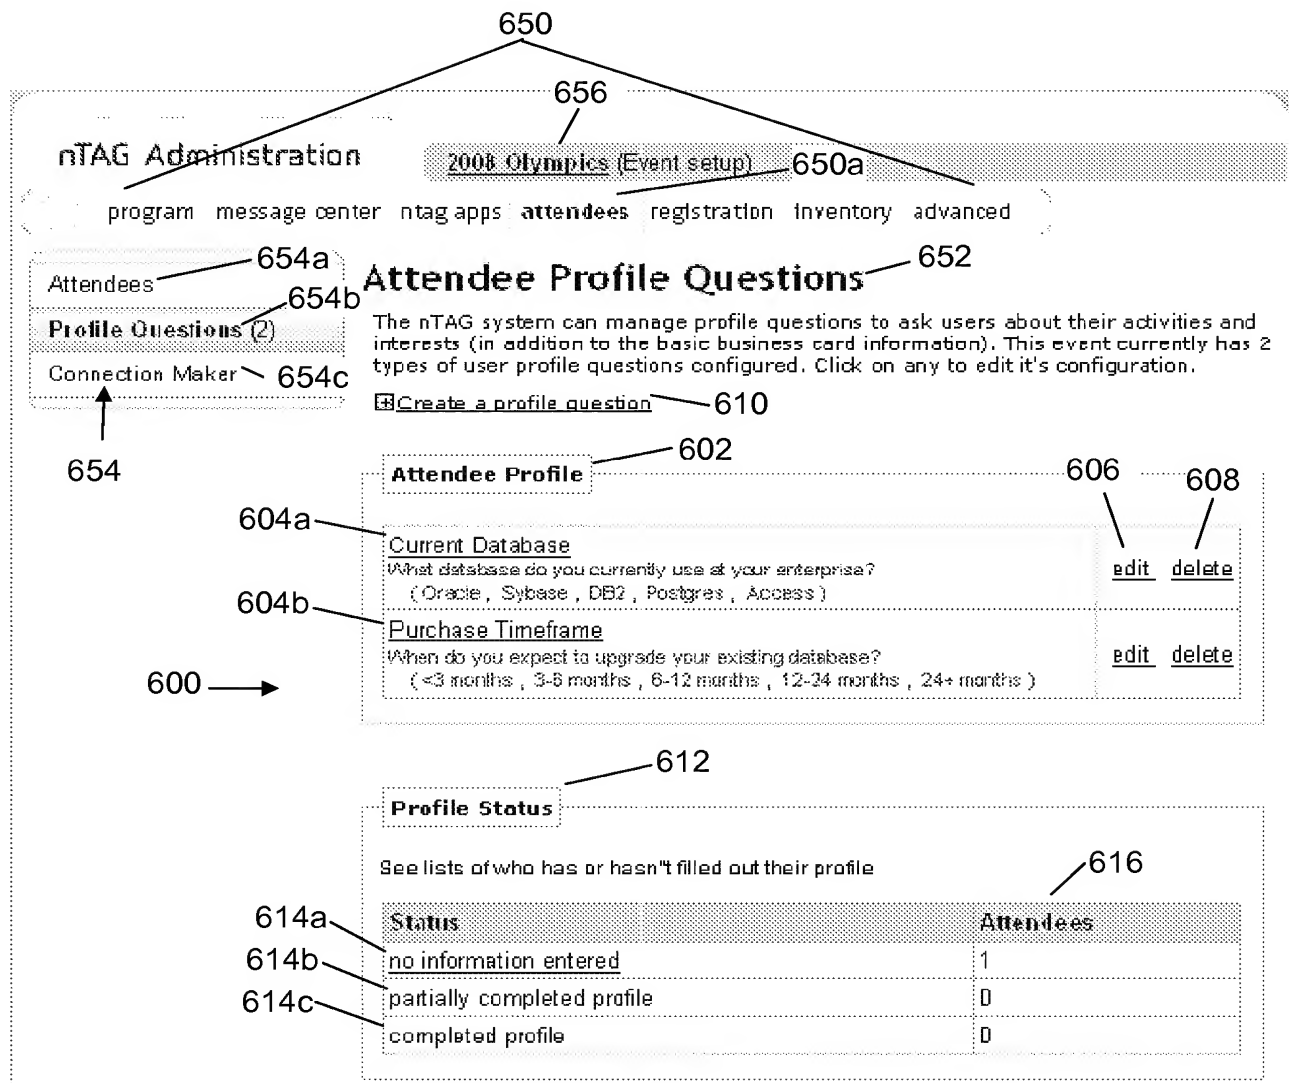 650
656
nTAG Administration
2008 Olympics (Event setup)
650a
program message center ntag apps attendees registration inventory advanced
654a
Attendees
Attendee Profile Questions
652
654b
Profile Questions (2)
The nTAG system can manage profile questions to ask users about their activities and
interests (in addition to the basic business card information). This event currently has 2
types of user profile questions configured. Click on any to edit it's configuration.
Connection Maker
654c
Create a profile question
610
654
602
606
608
Attendee Profile
604a
Current Database
What database do you currently use at your enterprise?
(Oracle , Sybase , DB2 , Postgres , Access)
edit delete
604b
Purchase Timeframe
When do you expect to upgrade your existing database?
(<3 months , 3-6 months , 6-12 months , 12-24 months , 24+ months )
edit delete
600
612
Profile Status
See lists of who has or hasn"t filled out their profile
616
614a
Status Attendees
no information entered 1
614b
partially completed profile 0
614c
completed profile 0